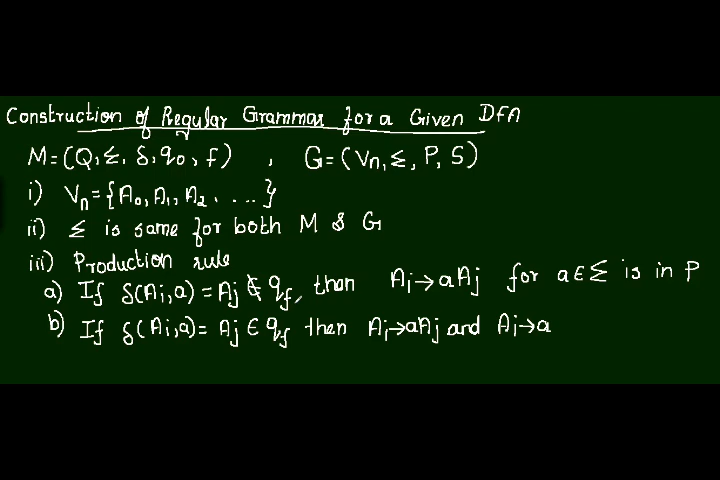 Construction of Regular Grammar for a Given DFA
M=(Q,Σ,δ,q₀,f) , G=(Vn,Σ,P,S)
i) Vn={A₀,A₁,A₂,....}
ii) Σ is same for both M & G
iii) Production rule
a) If δ(Ai,a)=Aj∉qf, then Ai→aAj for a∈Σ is in P
b) If δ(Ai,a)=Aj∈qf then Ai→aAj and Ai→a